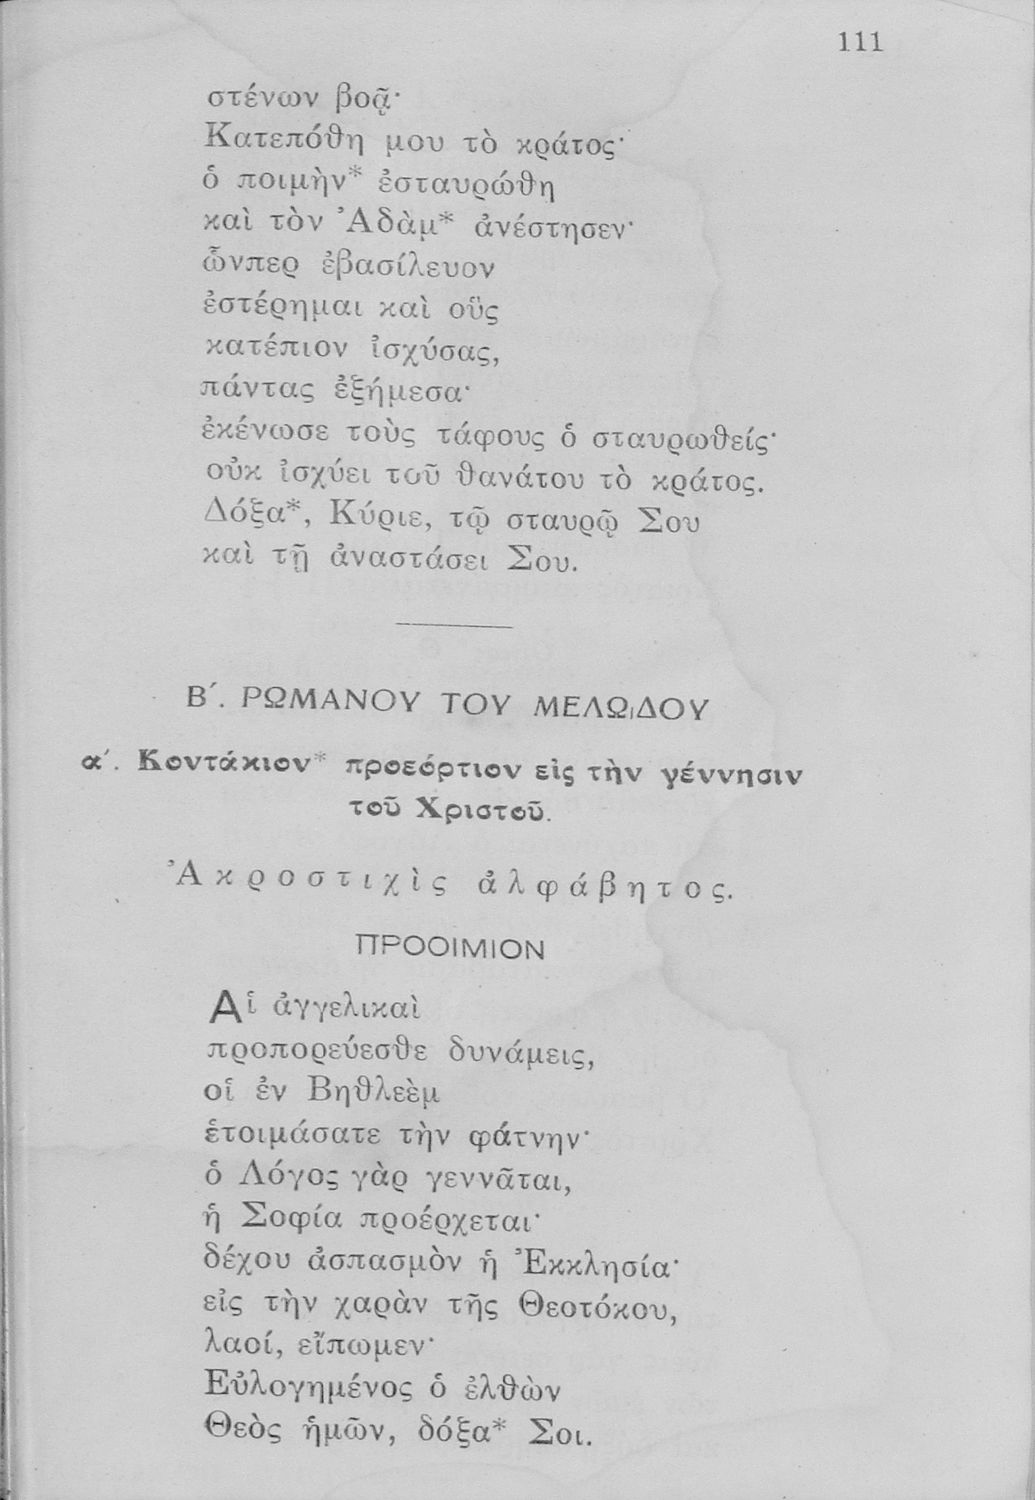 111
στένων βοᾷ·
Κατεπόθη μου τὸ κράτος·
ὁ ποιμὴν* ἐσταυρώθη
καὶ τὸν Ἀδὰμ* ἀνέστησεν·
ὧνπερ ἐβασίλευον
ἐστέρημαι καὶ οὓς
κατέπιον ἰσχύσας,
πάντας ἐξήμεσα·
ἐκένωσε τοὺς τάφους ὁ σταυρωθείς·
οὐκ ἰσχύει τοῦ θανάτου τὸ κράτος.
Δόξα*, Κύριε, τῷ σταυρῷ Σου
καὶ τῇ ἀναστάσει Σου.
Β΄. ΡΩΜΑΝΟΥ ΤΟΥ ΜΕΛΩιΔΟΥ
α΄. Κοντάκιον* προεόρτιον εἰς τὴν γέννησιν
τοῦ Χριστοῦ.
Ἀκροστιχὶς ἀλφάβητος.
ΠΡΟΟΙΜΙΟΝ
Αἱ ἀγγελικαὶ
προπορεύεσθε δυνάμεις,
οἱ ἐν Βηθλεὲμ
ἑτοιμάσατε τὴν φάτνην·
ὁ Λόγος γὰρ γεννᾶται,
ἡ Σοφία προέρχεται·
δέχου ἀσπασμὸν ἡ Ἐκκλησία·
εἰς τὴν χαρὰν τῆς Θεοτόκου,
λαοί, εἴπωμεν·
Εὐλογημένος ὁ ἐλθὼν
Θεὸς ἡμῶν, δόξα* Σοι.